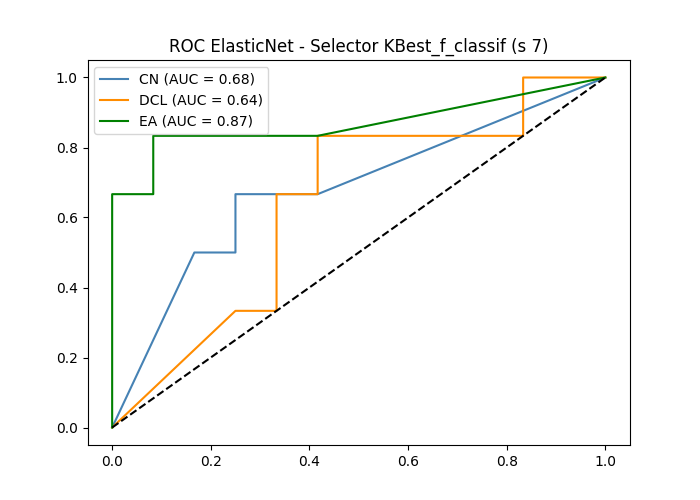 ROC ElasticNet - Selector KBest_f_classif (s 7)
CN (AUC = 0.68)
DCL (AUC = 0.64)
EA (AUC = 0.87)
1.0
0.8
0.6
0.4
0.2
0.0
0.0 0.2 0.4 0.6 0.8 1.0